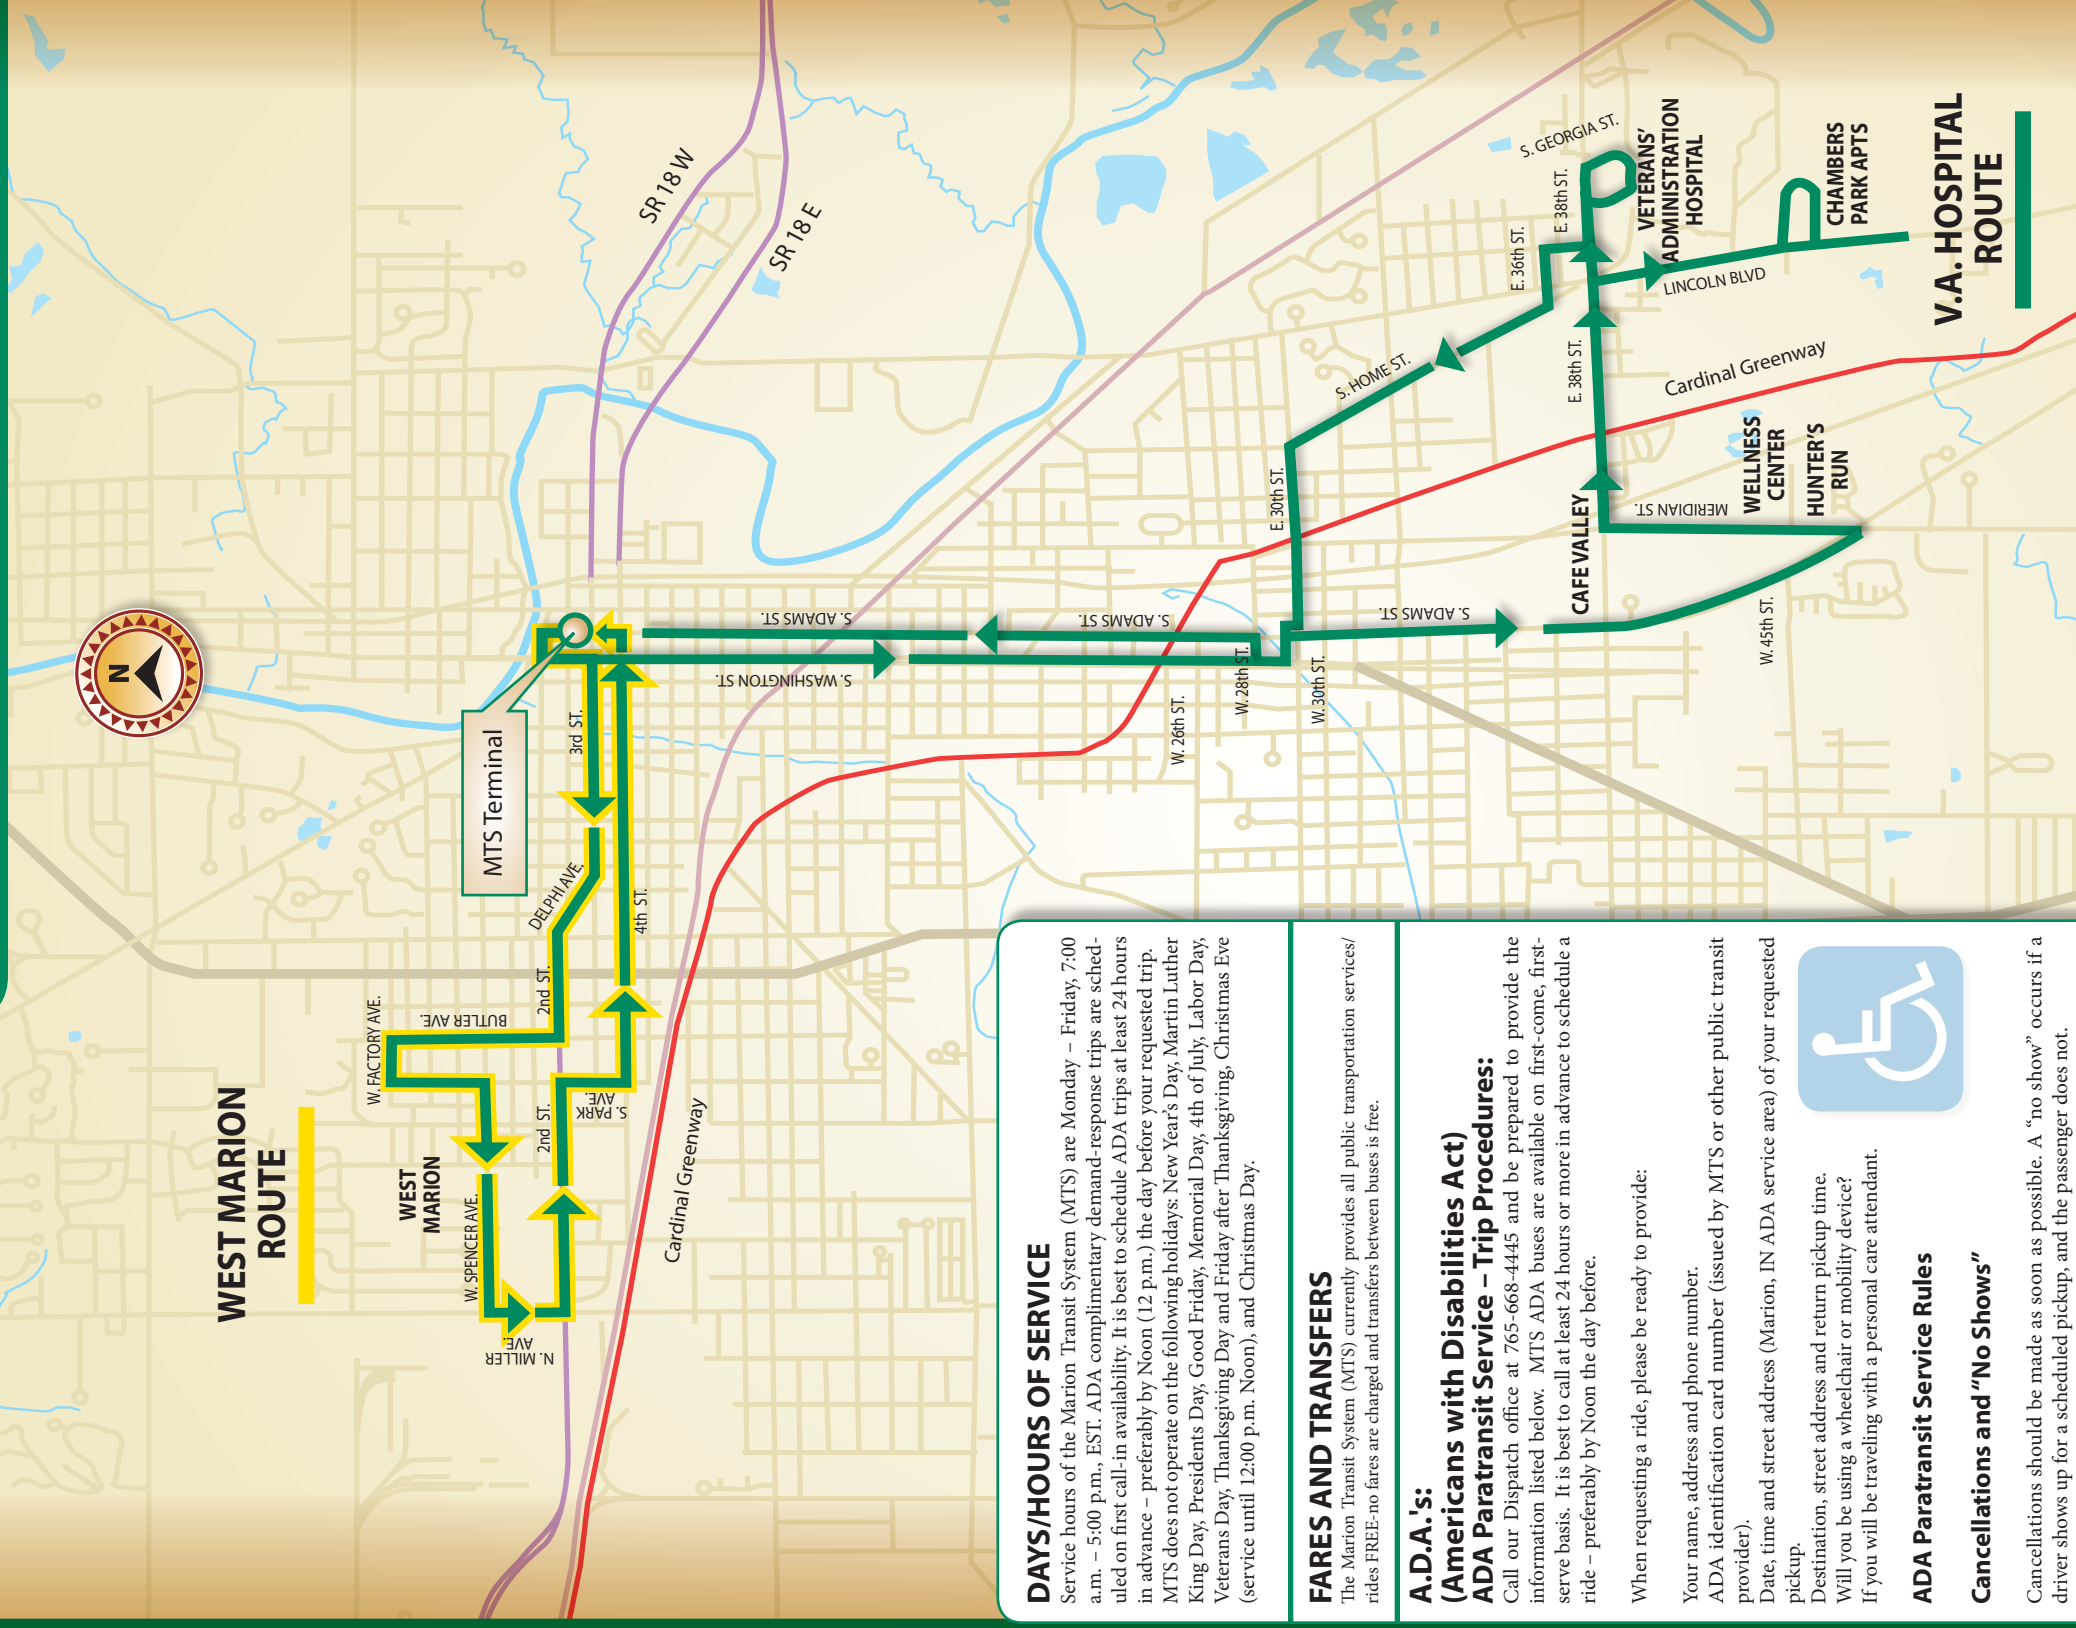 N
SR 18 W
SR 18 E
MTS Terminal
3rd ST.
DELPHI AVE.
4th ST.
2nd ST.
BUTLER AVE.
W. FACTORY AVE.
2nd ST.
S. PARK
AVE.
W. SPENCER AVE.
N. MILLER
AVE.
WEST
MARION
WEST MARION
ROUTE
Cardinal Greenway
S. ADAMS ST.
S. WASHINGTON ST.
S. ADAMS ST.
W. 26th ST.
W. 28th ST.
W. 30th ST.
E. 30th ST.
S. ADAMS ST.
S. HOME ST.
E. 36th ST.
E. 38th ST.
S. GEORGIA ST.
E. 38th ST.
VETERANS'
ADMINISTRATION
HOSPITAL
LINCOLN BLVD
CHAMBERS
PARK APTS
V.A. HOSPITAL
ROUTE
Cardinal Greenway
CAFE VALLEY
MERIDIAN ST.
WELLNESS
CENTER
HUNTER'S
RUN
W. 45th ST.
DAYS/HOURS OF SERVICE
Service hours of the Marion Transit System (MTS) are Monday – Friday, 7:00
a.m. – 5:00 p.m., EST. ADA complimentary demand-response trips are sched-
uled on first call-in availability. It is best to schedule ADA trips at least 24 hours
in advance – preferably by Noon (12 p.m.) the day before your requested trip.
MTS does not operate on the following holidays: New Year's Day, Martin Luther
King Day, Presidents Day, Good Friday, Memorial Day, 4th of July, Labor Day,
Veterans Day, Thanksgiving Day and Friday after Thanksgiving, Christmas Eve
(service until 12:00 p.m. Noon), and Christmas Day.
FARES AND TRANSFERS
The Marion Transit System (MTS) currently provides all public transportation services/
rides FREE-no fares are charged and transfers between buses is free.
A.D.A.'s:
(Americans with Disabilities Act)
ADA Paratransit Service – Trip Procedures:
Call our Dispatch office at 765-668-4445 and be prepared to provide the
information listed below. MTS ADA buses are available on first-come, first-
serve basis. It is best to call at least 24 hours or more in advance to schedule a
ride – preferably by Noon the day before.
When requesting a ride, please be ready to provide:
Your name, address and phone number.
ADA identification card number (issued by MTS or other public transit
provider).
Date, time and street address (Marion, IN ADA service area) of your requested
pickup.
Destination, street address and return pickup time.
Will you be using a wheelchair or mobility device?
If you will be traveling with a personal care attendant.
ADA Paratransit Service Rules
Cancellations and "No Shows"
Cancellations should be made as soon as possible. A "no show" occurs if a
driver shows up for a scheduled pickup, and the passenger does not.